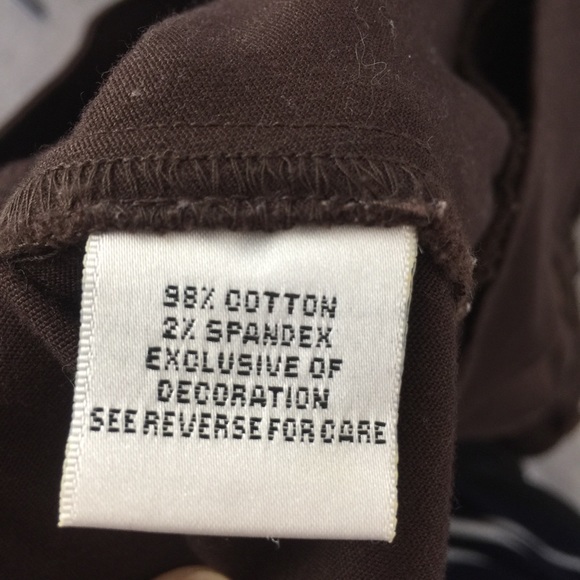 98% COTTON
2% SPANDEX
EXCLUSIVE OF
DECORATION
SEE REVERSE FOR CARE